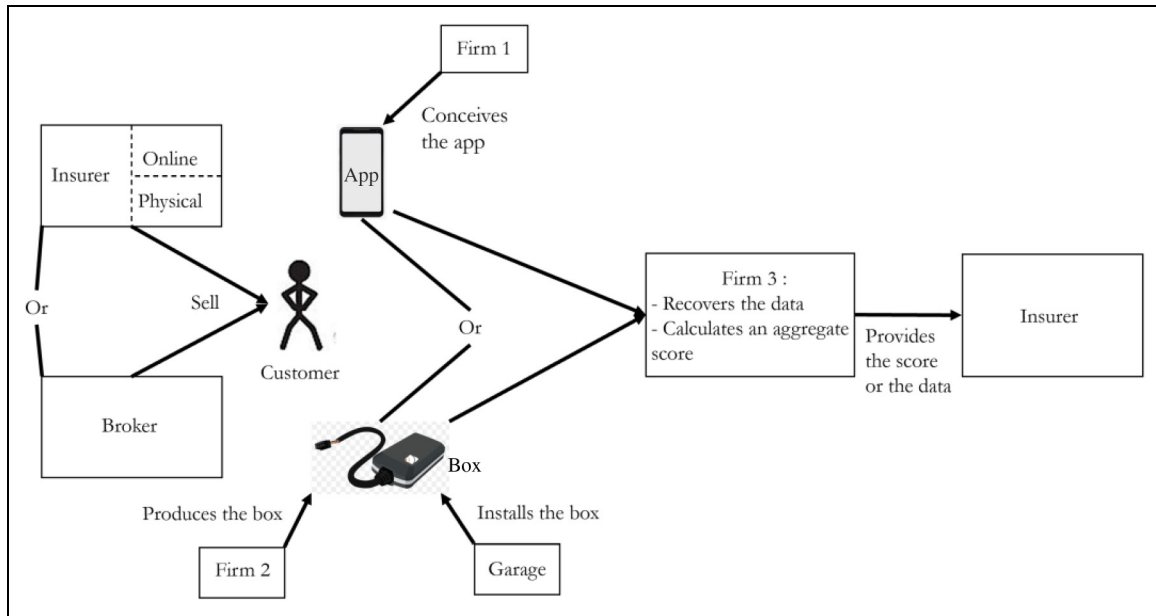 Firm 1
Conceives
the app
Insurer
Online
Physical
App
Or
Sell
Customer
Broker
Or
Box
Produces the box
Installs the box
Firm 2
Garage
Firm 3 :
- Recovers the data
- Calculates an aggregate
score
Provides
the score
or the data
Insurer